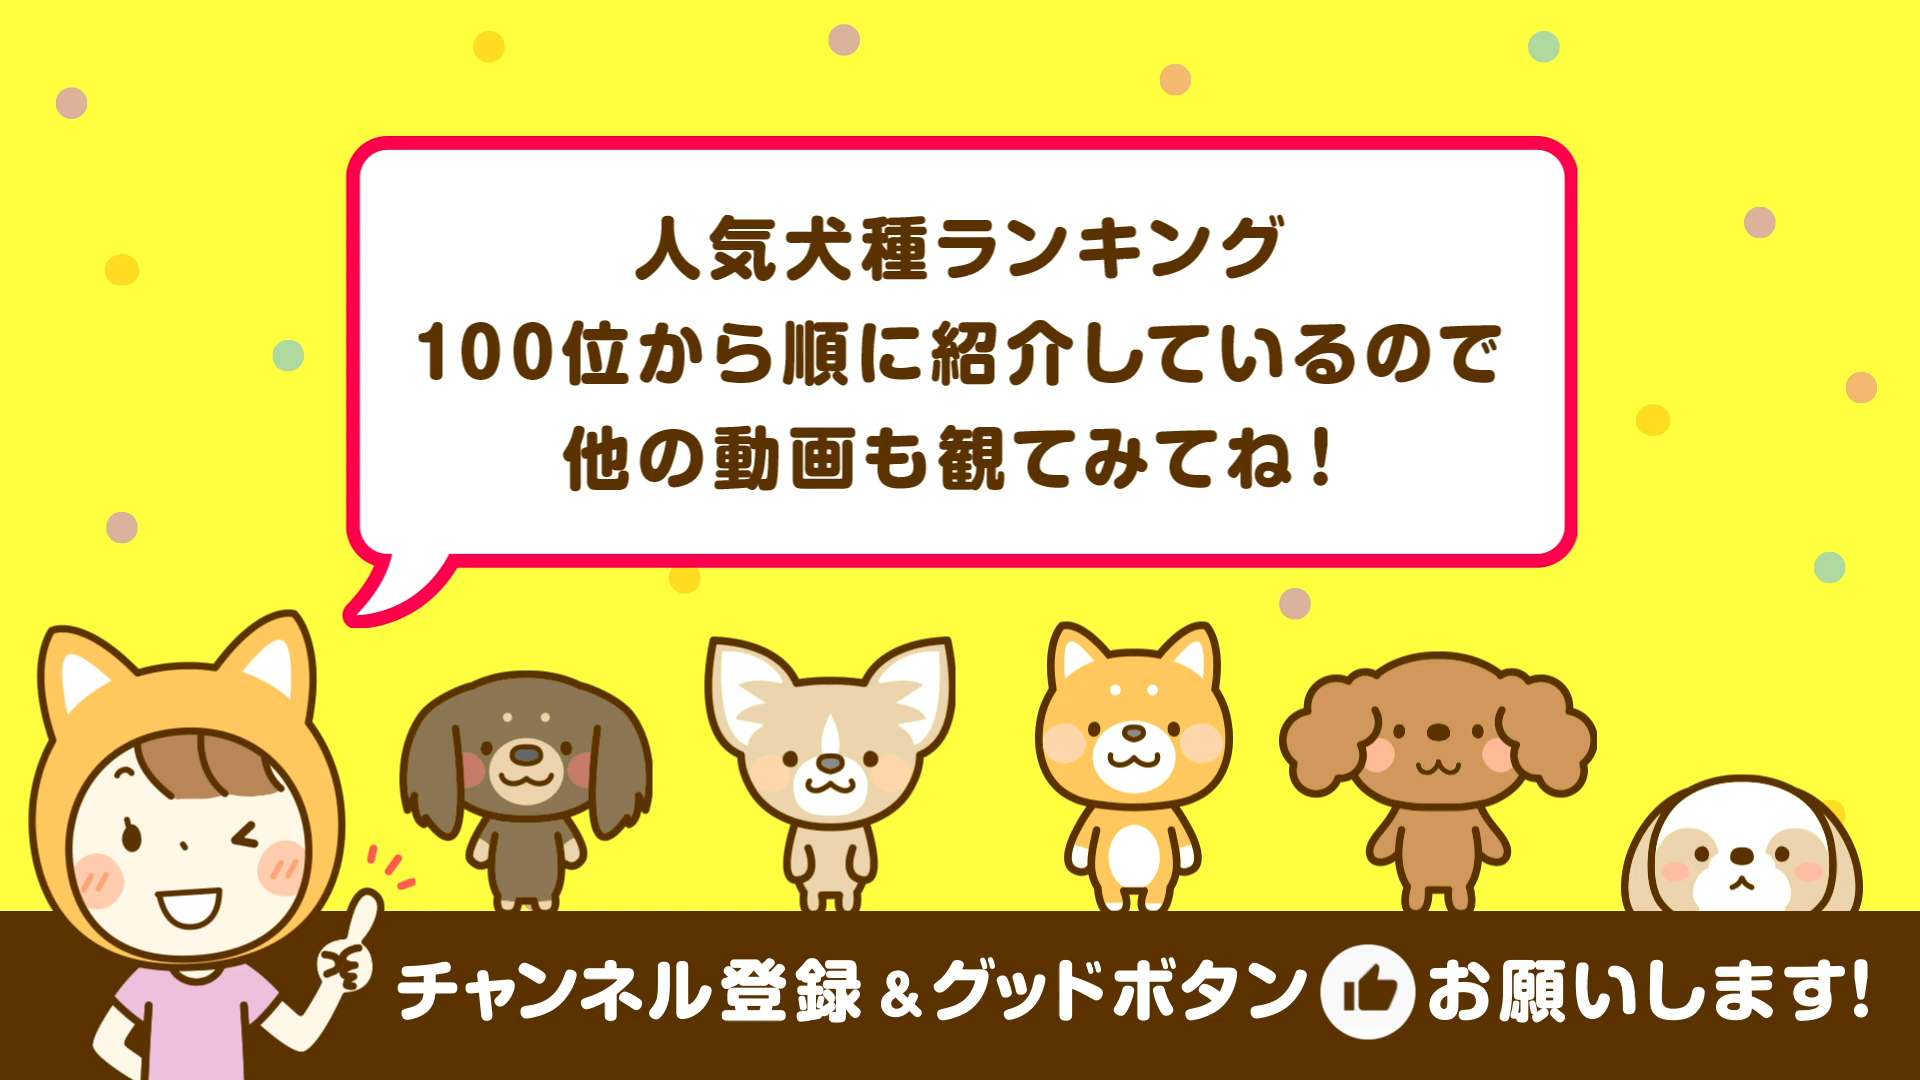 人気犬種ランキング
100位から順に紹介しているので
他の動画も観てみてね!
チャンネル登録&グッドボタンお願いします!